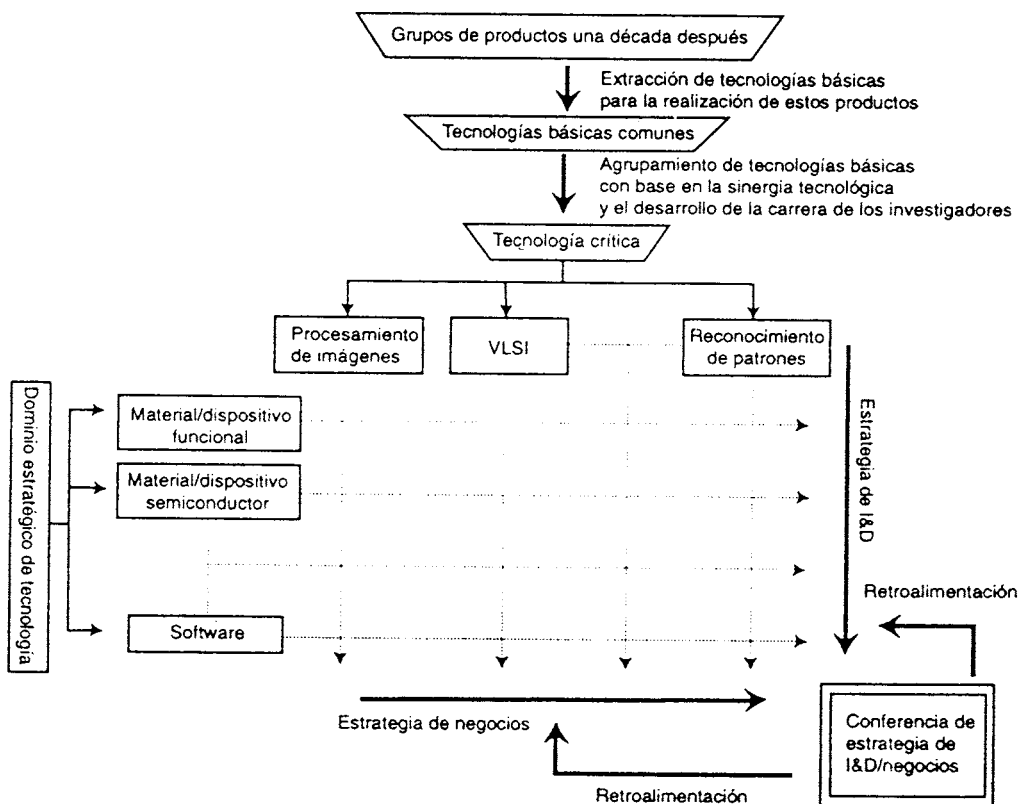 Grupos de productos una década después
Extracción de tecnologías básicas
para la realización de estos productos
Tecnologías básicas comunes
Agrupamiento de tecnologías básicas
con base en la sinergia tecnológica
y el desarrollo de la carrera de los investigadores
Tecnología crítica
Procesamiento
de imágenes
VLSI
Reconocimiento
de patrones
Dominio estratégico de tecnología
Material/dispositivo
funcional
Material/dispositivo
semiconductor
Software
Estrategia de I&D
Retroalimentación
Estrategia de negocios
Conferencia de
estrategia de
I&D/negocios
Retroalimentación